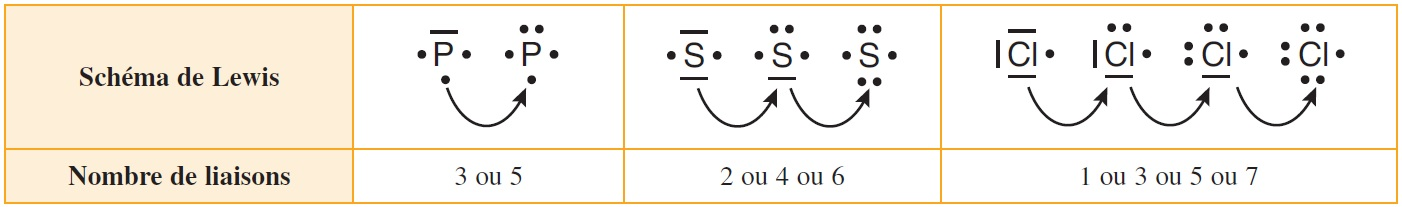 Schéma de Lewis
P P
S S S
Cl Cl Cl Cl
Nombre de liaisons
3 ou 5
2 ou 4 ou 6
1 ou 3 ou 5 ou 7